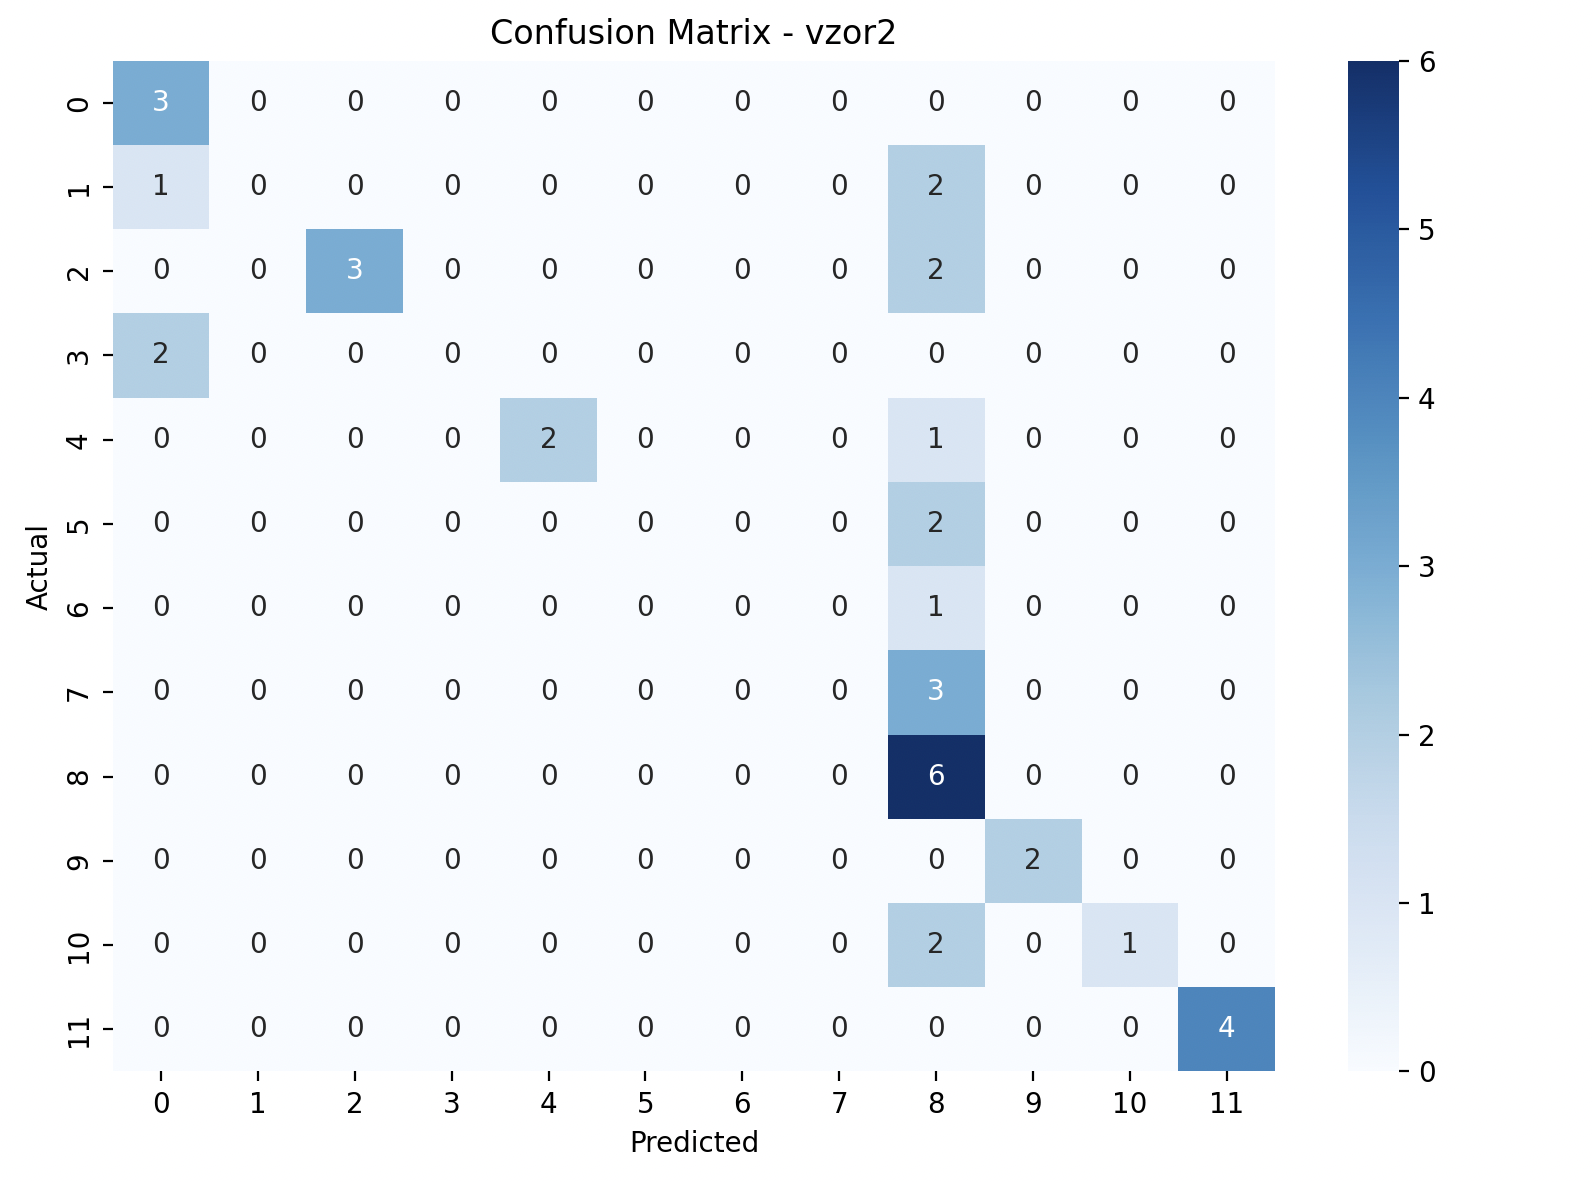 Confusion Matrix - vzor2
0 3 0 0 0 0 0 0 0 0 0 0 0
1 1 0 0 0 0 0 0 0 2 0 0 0
2 0 0 3 0 0 0 0 0 2 0 0 0
3 2 0 0 0 0 0 0 0 0 0 0 0
4 0 0 0 0 2 0 0 0 1 0 0 0
5 0 0 0 0 0 0 0 0 2 0 0 0
6 0 0 0 0 0 0 0 0 1 0 0 0
7 0 0 0 0 0 0 0 0 3 0 0 0
8 0 0 0 0 0 0 0 0 6 0 0 0
9 0 0 0 0 0 0 0 0 0 2 0 0
10 0 0 0 0 0 0 0 0 2 0 1 0
11 0 0 0 0 0 0 0 0 0 0 0 4
0 1 2 3 4 5 6 7 8 9 10 11
Predicted
Actual
6
5
4
3
2
1
0